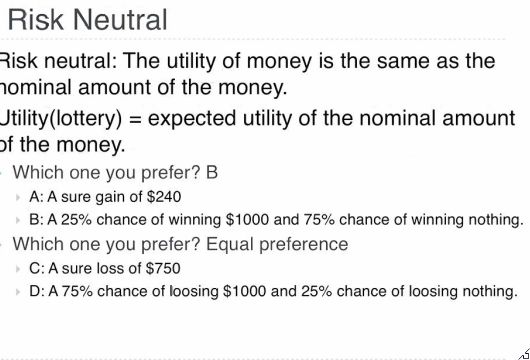 Risk Neutral
Risk neutral: The utility of money is the same as the
nominal amount of the money.
Utility(lottery) = expected utility of the nominal amount
of the money.
Which one you prefer? B
A: A sure gain of $240
B: A 25% chance of winning $1000 and 75% chance of winning nothing.
Which one you prefer? Equal preference
C: A sure loss of $750
D: A 75% chance of loosing $1000 and 25% chance of loosing nothing.